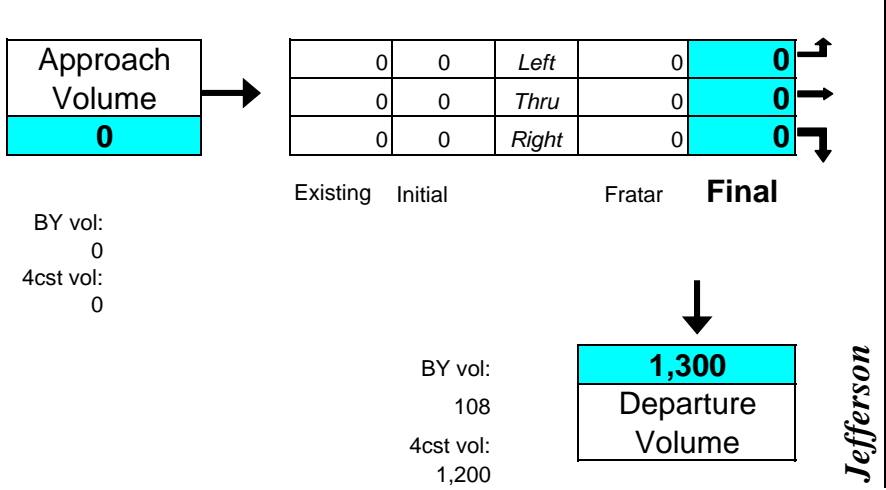 Approach
Volume
0
0 0 Left 0 0
0 0 Thru 0 0
0 0 Right 0 0
Existing Initial Fratar Final
BY vol:
0
4cst vol:
0
BY vol:
108
4cst vol:
1,200
1,300
Departure
Volume
Jefferson